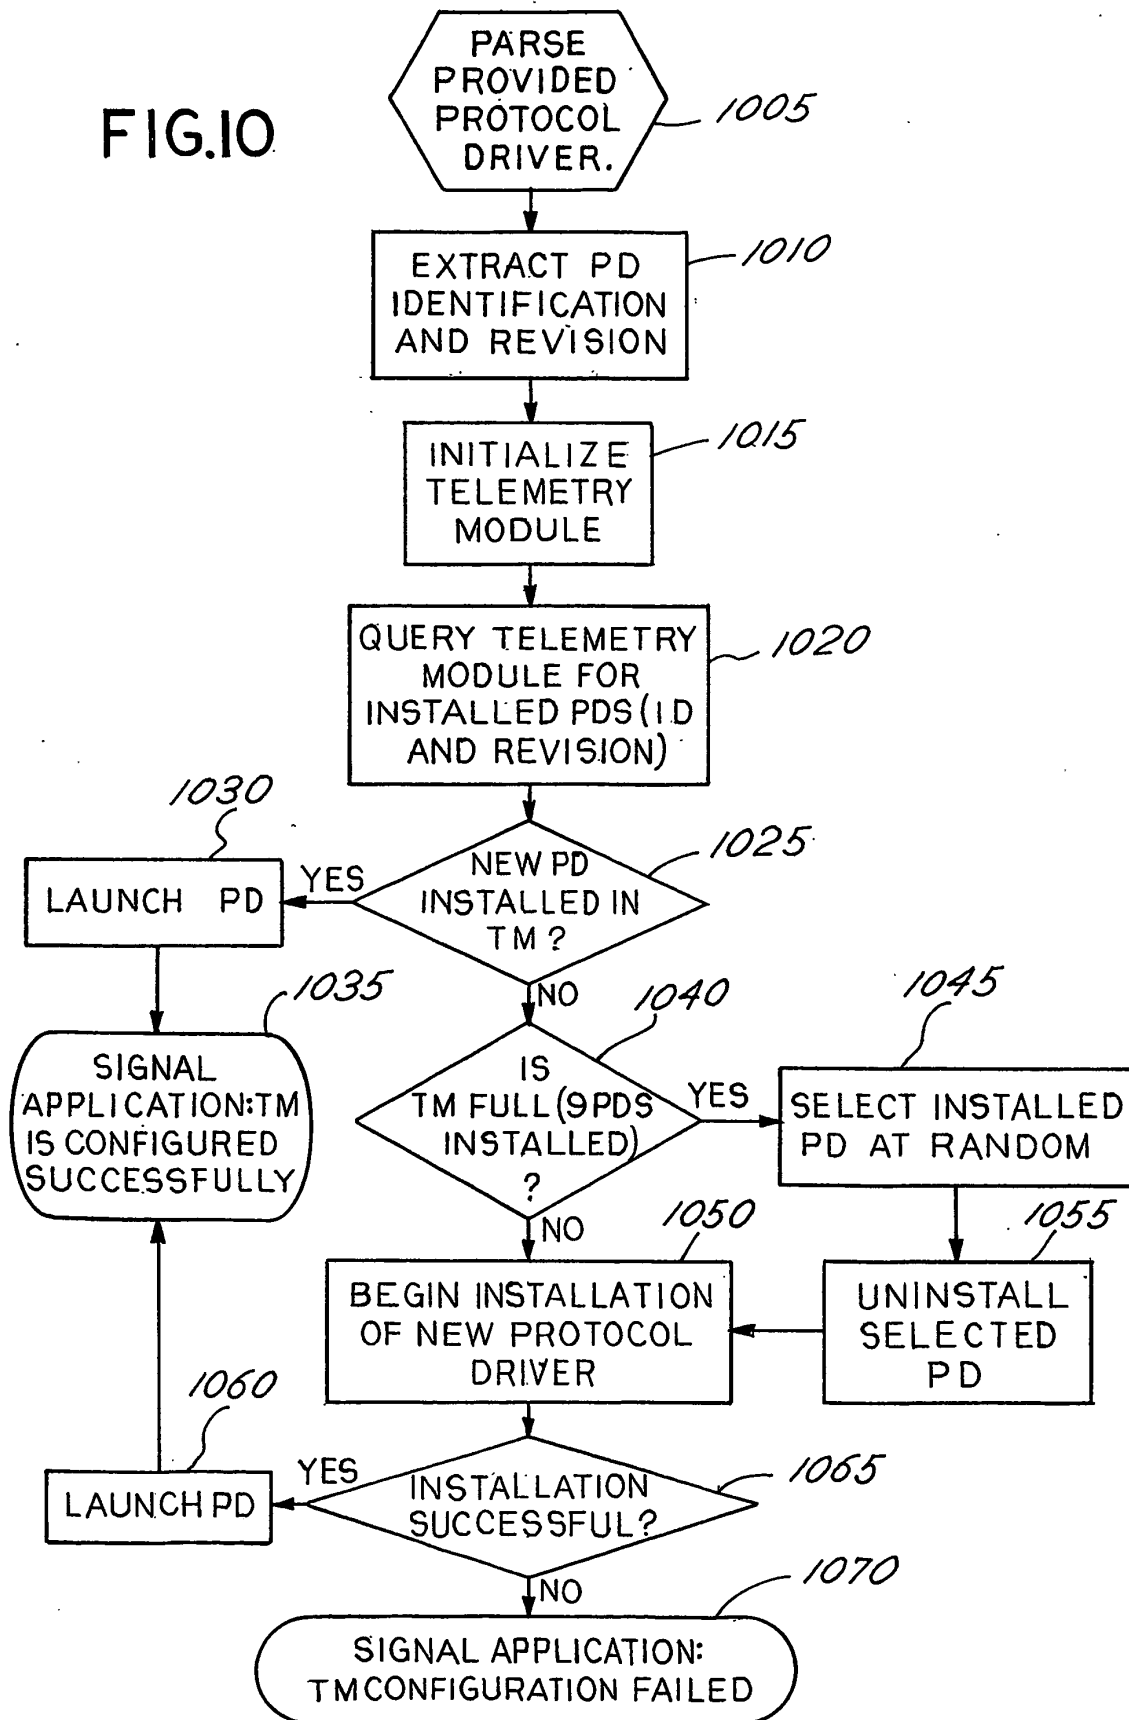 FIG.10
PARSE
PROVIDED
PROTOCOL
DRIVER.
1005
EXTRACT PD
IDENTIFICATION
AND REVISION
1010
INITIALIZE
TELEMETRY
MODULE
1015
QUERY TELEMETRY
MODULE FOR
INSTALLED PDS (I.D
AND REVISION)
1020
NEW PD
INSTALLED IN
TM?
1025
YES
1030
LAUNCH PD
1035
SIGNAL
APPLICATION:TM
IS CONFIGURED
SUCCESSFULLY
NO
1040
IS
TM FULL (9PDS
INSTALLED)
?
YES
1045
SELECT INSTALLED
PD AT RANDOM
NO
1050
BEGIN INSTALLATION
OF NEW PROTOCOL
DRIVER
1055
UNINSTALL
SELECTED
PD
1060
LAUNCH PD
YES
INSTALLATION
SUCCESSFUL?
1065
NO
1070
SIGNAL APPLICATION:
TM CONFIGURATION FAILED